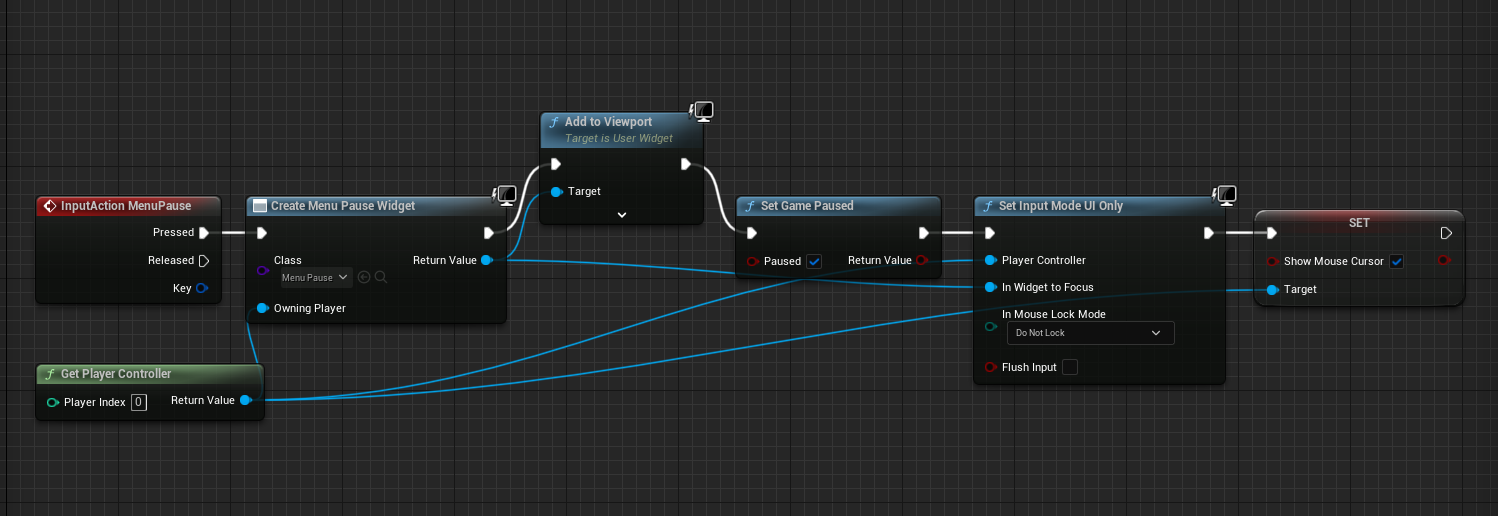 Add to Viewport
Target is User Widget
Target
InputAction MenuPause
Pressed
Released
Key
Create Menu Pause Widget
Class
Menu Pause
Return Value
Owning Player
Set Game Paused
Paused
Return Value
Set Input Mode UI Only
Player Controller
In Widget to Focus
In Mouse Lock Mode
Do Not Lock
Flush Input
SET
Show Mouse Cursor
Target
Get Player Controller
Player Index 0
Return Value